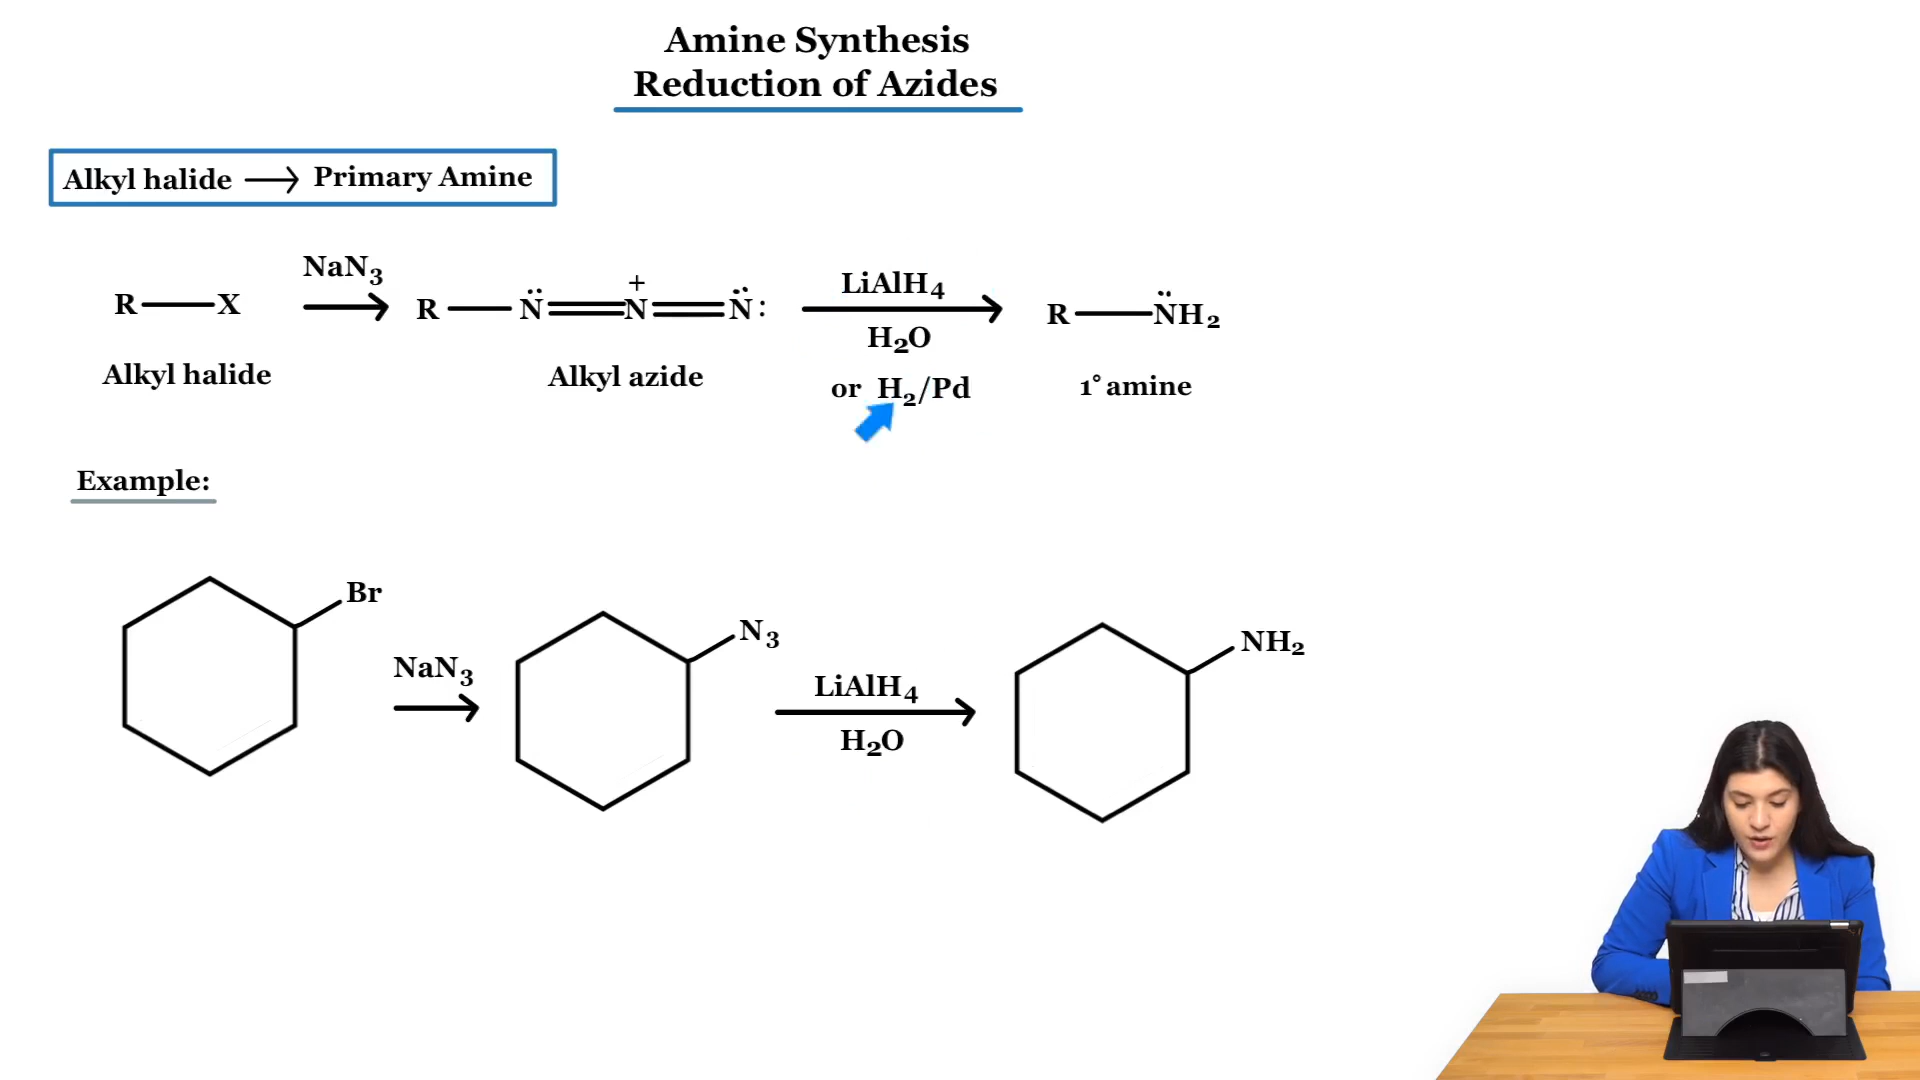 Amine Synthesis
Reduction of Azides
Alkyl halide → Primary Amine
R—X
NaN₃
R—N̈=N⁺=N̈:
LiAlH₄
H₂O
or H₂/Pd
R—N̈H₂
Alkyl halide
Alkyl azide
1° amine
Example:
Br
NaN₃
N₃
LiAlH₄
H₂O
NH₂